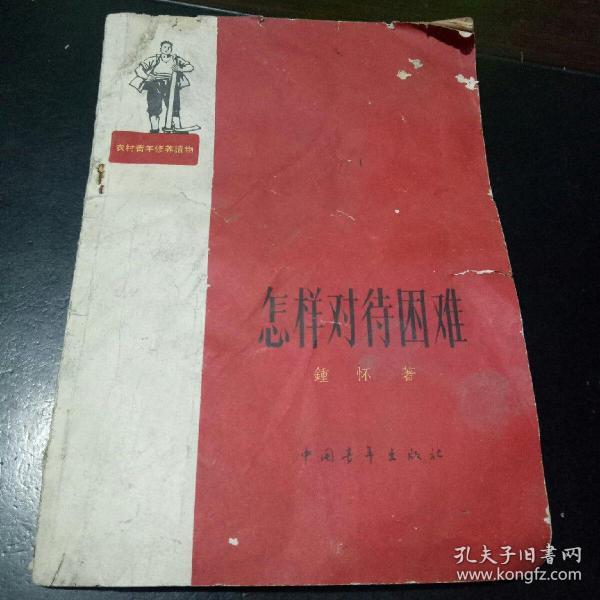 农村青年修养讀物
怎样对待困难
鍾怀著
中国青年出版社
孔夫子旧书网
www.kongfz.com